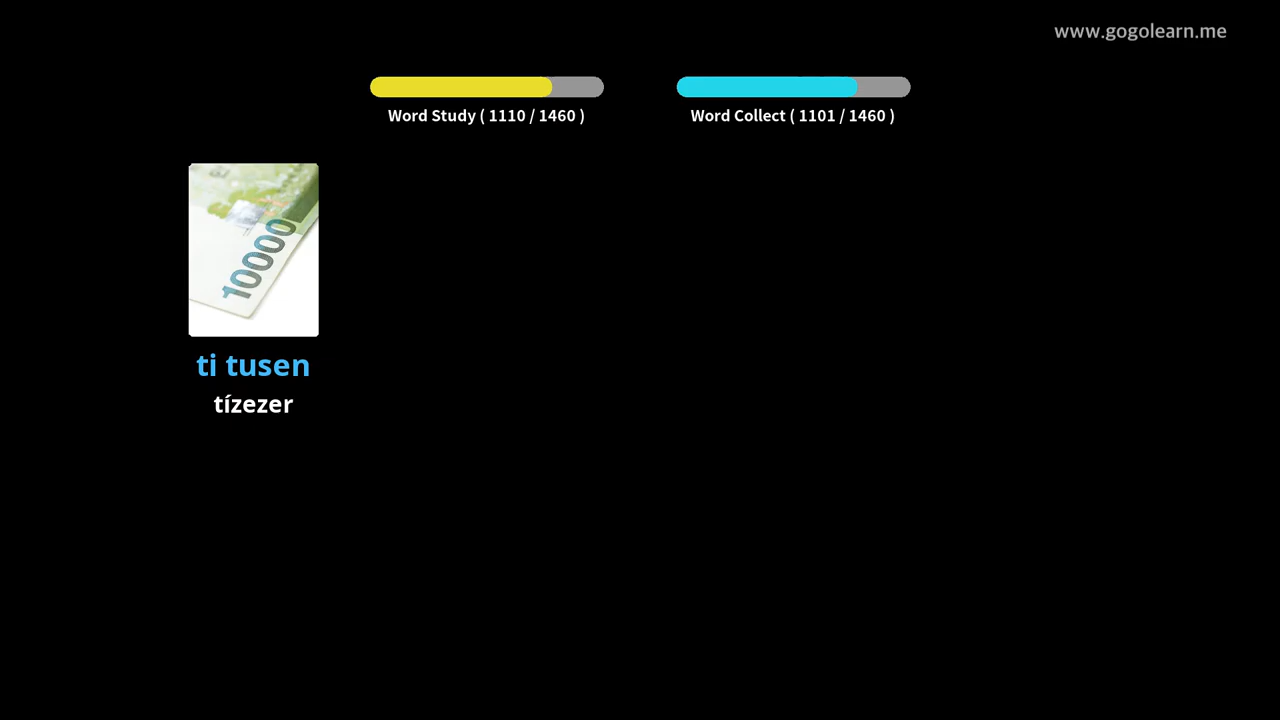 www.gogolearn.me
Word Study ( 1110 / 1460 )
Word Collect ( 1101 / 1460 )
10000
ti tusen
tízezer